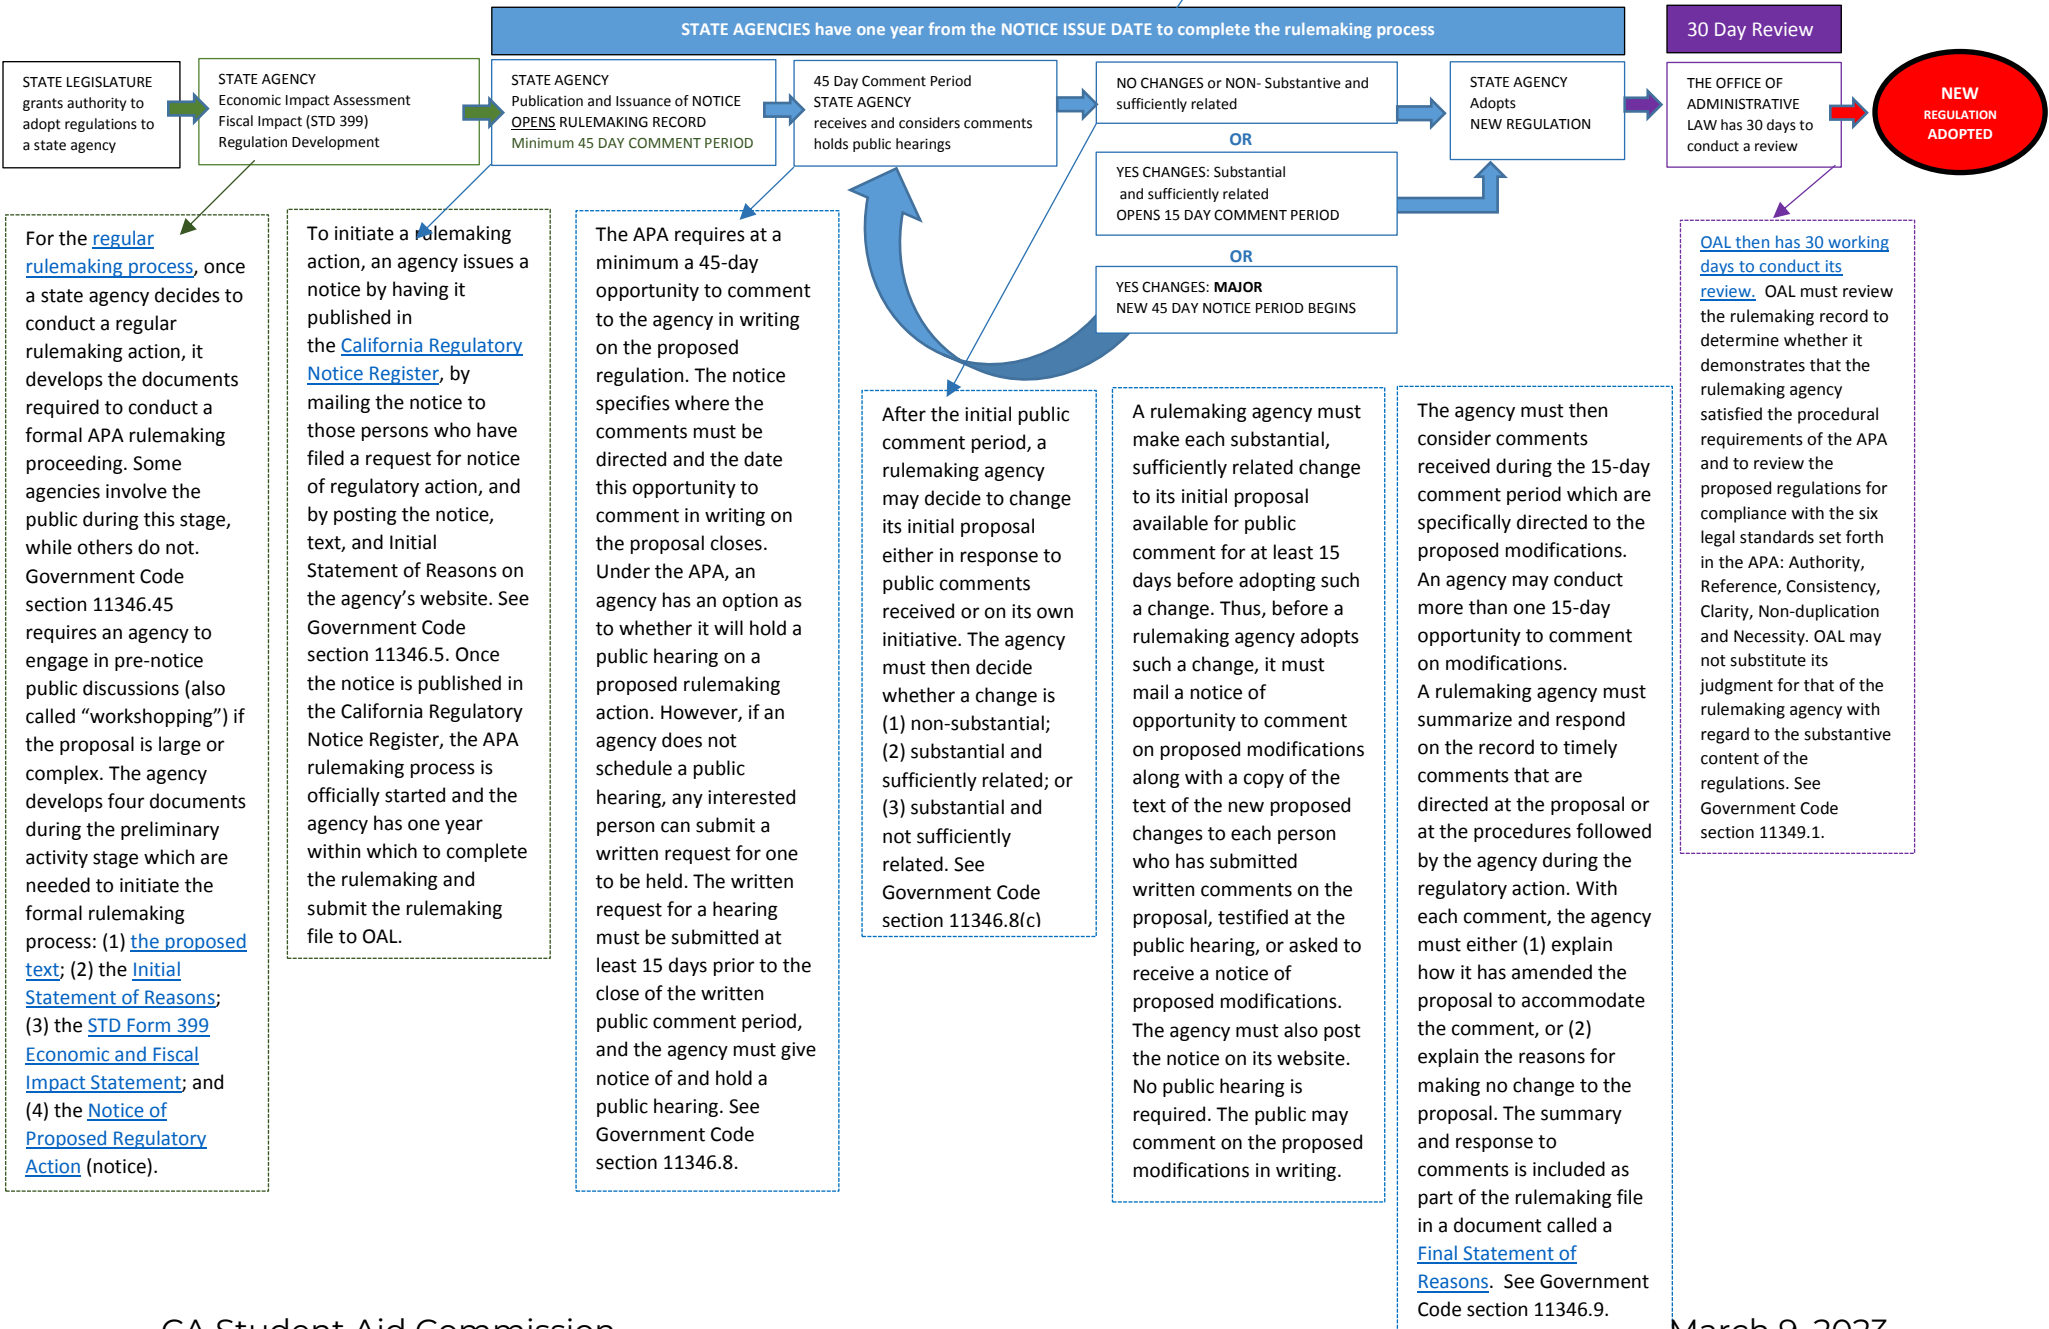 STATE AGENCIES have one year from the NOTICE ISSUE DATE to complete the rulemaking process
30 Day Review
STATE LEGISLATURE
grants authority to
adopt regulations to
a state agency
STATE AGENCY
Economic Impact Assessment
Fiscal Impact (STD 399)
Regulation Development
STATE AGENCY
Publication and Issuance of NOTICE
OPENS RULEMAKING RECORD
Minimum 45 DAY COMMENT PERIOD
45 Day Comment Period
STATE AGENCY
receives and considers comments
holds public hearings
NO CHANGES or NON- Substantive and
sufficiently related
OR
YES CHANGES: Substantial
and sufficiently related
OPENS 15 DAY COMMENT PERIOD
OR
YES CHANGES: MAJOR
NEW 45 DAY NOTICE PERIOD BEGINS
STATE AGENCY
Adopts
NEW REGULATION
THE OFFICE OF
ADMINISTRATIVE
LAW has 30 days to
conduct a review
NEW
REGULATION
ADOPTED
For the regular
rulemaking process, once
a state agency decides to
conduct a regular
rulemaking action, it
develops the documents
required to conduct a
formal APA rulemaking
proceeding. Some
agencies involve the
public during this stage,
while others do not.
Government Code
section 11346.45
requires an agency to
engage in pre-notice
public discussions (also
called “workshopping”) if
the proposal is large or
complex. The agency
develops four documents
during the preliminary
activity stage which are
needed to initiate the
formal rulemaking
process: (1) the proposed
text; (2) the Initial
Statement of Reasons;
(3) the STD Form 399
Economic and Fiscal
Impact Statement; and
(4) the Notice of
Proposed Regulatory
Action (notice).
To initiate a rulemaking
action, an agency issues a
notice by having it
published in
the California Regulatory
Notice Register, by
mailing the notice to
those persons who have
filed a request for notice
of regulatory action, and
by posting the notice,
text, and Initial
Statement of Reasons on
the agency’s website. See
Government Code
section 11346.5. Once
the notice is published in
the California Regulatory
Notice Register, the APA
rulemaking process is
officially started and the
agency has one year
within which to complete
the rulemaking and
submit the rulemaking
file to OAL.
The APA requires at a
minimum a 45-day
opportunity to comment
to the agency in writing
on the proposed
regulation. The notice
specifies where the
comments must be
directed and the date
this opportunity to
comment in writing on
the proposal closes.
Under the APA, an
agency has an option as
to whether it will hold a
public hearing on a
proposed rulemaking
action. However, if an
agency does not
schedule a public
hearing, any interested
person can submit a
written request for one
to be held. The written
request for a hearing
must be submitted at
least 15 days prior to the
close of the written
public comment period,
and the agency must give
notice of and hold a
public hearing. See
Government Code
section 11346.8.
After the initial public
comment period, a
rulemaking agency
may decide to change
its initial proposal
either in response to
public comments
received or on its own
initiative. The agency
must then decide
whether a change is
(1) non-substantial;
(2) substantial and
sufficiently related; or
(3) substantial and
not sufficiently
related. See
Government Code
section 11346.8(c)
A rulemaking agency must
make each substantial,
sufficiently related change
to its initial proposal
available for public
comment for at least 15
days before adopting such
a change. Thus, before a
rulemaking agency adopts
such a change, it must
mail a notice of
opportunity to comment
on proposed modifications
along with a copy of the
text of the new proposed
changes to each person
who has submitted
written comments on the
proposal, testified at the
public hearing, or asked to
receive a notice of
proposed modifications.
The agency must also post
the notice on its website.
No public hearing is
required. The public may
comment on the proposed
modifications in writing.
The agency must then
consider comments
received during the 15-day
comment period which are
specifically directed to the
proposed modifications.
An agency may conduct
more than one 15-day
opportunity to comment
on modifications.
A rulemaking agency must
summarize and respond
on the record to timely
comments that are
directed at the proposal or
at the procedures followed
by the agency during the
regulatory action. With
each comment, the agency
must either (1) explain
how it has amended the
proposal to accommodate
the comment, or (2)
explain the reasons for
making no change to the
proposal. The summary
and response to
comments is included as
part of the rulemaking file
in a document called a
Final Statement of
Reasons. See Government
Code section 11346.9.
OAL then has 30 working
days to conduct its
review. OAL must review
the rulemaking record to
determine whether it
demonstrates that the
rulemaking agency
satisfied the procedural
requirements of the APA
and to review the
proposed regulations for
compliance with the six
legal standards set forth
in the APA: Authority,
Reference, Consistency,
Clarity, Non-duplication
and Necessity. OAL may
not substitute its
judgment for that of the
rulemaking agency with
regard to the substantive
content of the
regulations. See
Government Code
section 11349.1.
CA Student Aid Commission
March 9, 2023